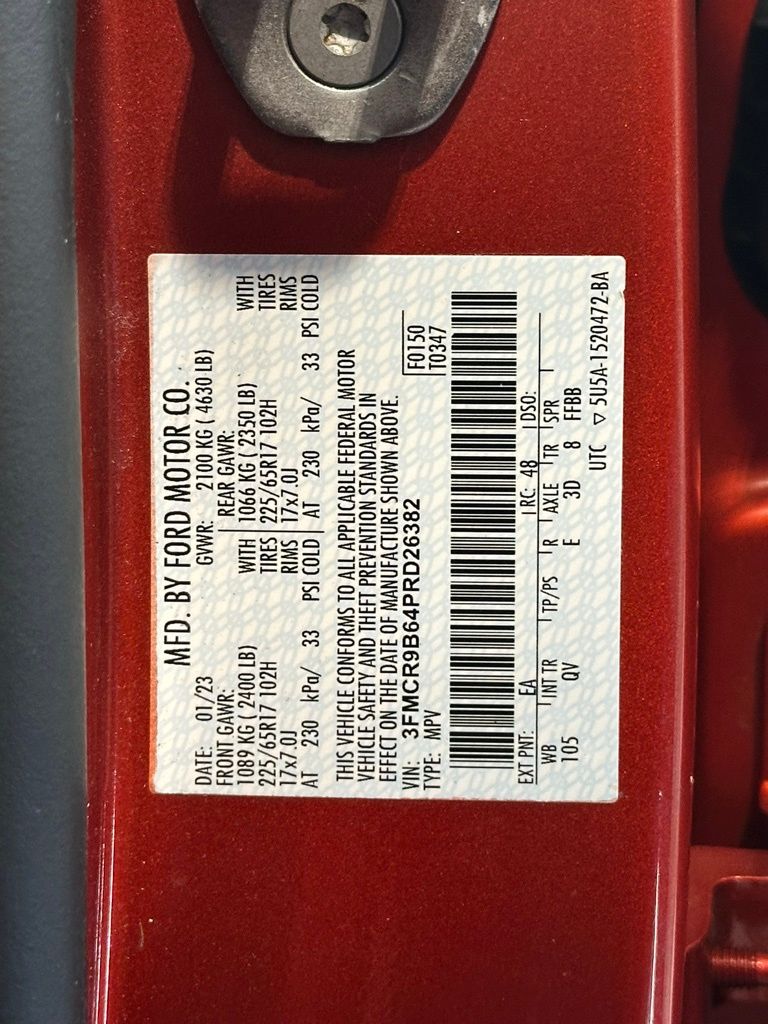 MFD. BY FORD MOTOR CO.
DATE: 01/23 GVWR: 2100 KG ( 4630 LB)
FRONT GAWR: REAR GAWR:
1089 KG ( 2400 LB) WITH 1066 KG ( 2350 LB) WITH
225/65R17 102H TIRES 225/65R17 102H TIRES
17x7.0J RIMS 17x7.0J RIMS
AT 230 kPa/ 33 PSI COLD AT 230 kPa/ 33 PSI COLD
THIS VEHICLE CONFORMS TO ALL APPLICABLE FEDERAL MOTOR
VEHICLE SAFETY AND THEFT PREVENTION STANDARDS IN
EFFECT ON THE DATE OF MANUFACTURE SHOWN ABOVE.
VIN: 3FMCR9B64PRD26382 F0150
TYPE: MPV T0347
EXT PNT: EA RC: 48 DSO:
WB INT TR TP/PS R AXLE TR SPR
105 QV E 3D 8 FFBB
UTC ▽ 5U5A-1520472-BA